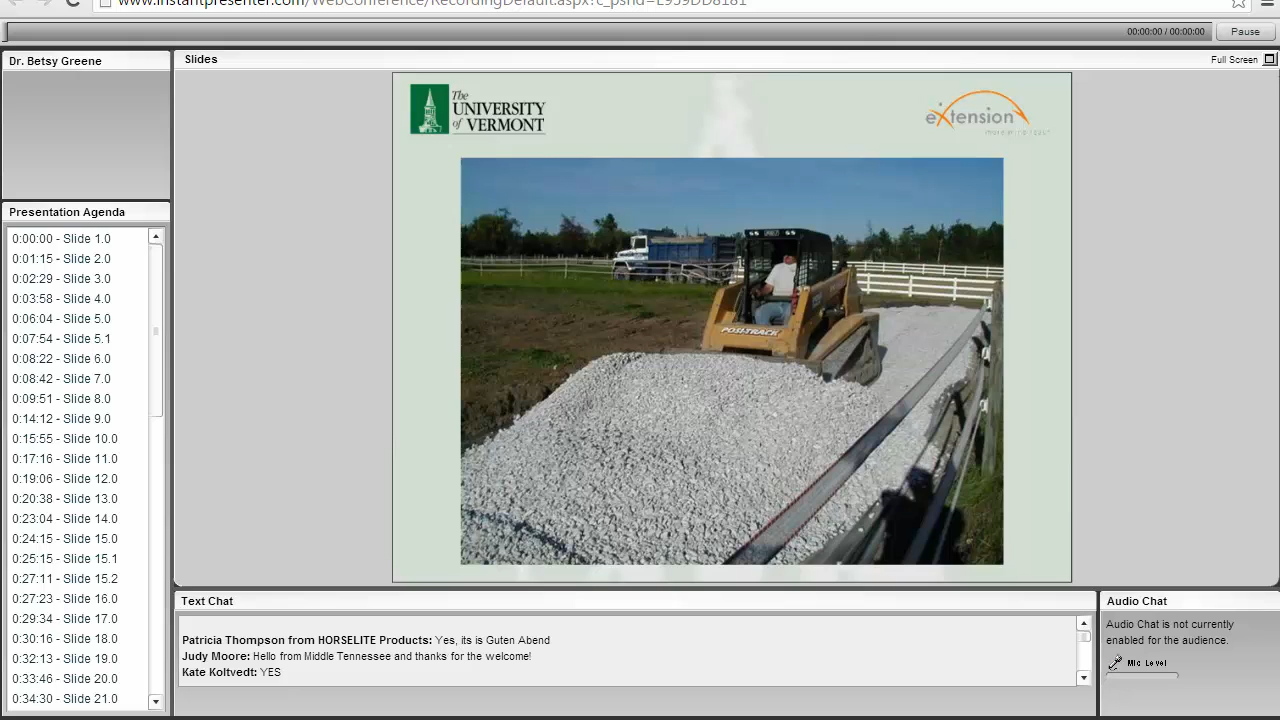 00:00:00 / 00:00:00
Pause
Dr. Betsy Greene
Slides
Full Screen
The
UNIVERSITY
of VERMONT
eXtension
POSI-TRACK
Presentation Agenda
0:00:00 - Slide 1.0
0:01:15 - Slide 2.0
0:02:29 - Slide 3.0
0:03:58 - Slide 4.0
0:06:04 - Slide 5.0
0:07:54 - Slide 5.1
0:08:22 - Slide 6.0
0:08:42 - Slide 7.0
0:09:51 - Slide 8.0
0:14:12 - Slide 9.0
0:15:55 - Slide 10.0
0:17:16 - Slide 11.0
0:19:06 - Slide 12.0
0:20:38 - Slide 13.0
0:23:04 - Slide 14.0
0:24:15 - Slide 15.0
0:25:15 - Slide 15.1
0:27:11 - Slide 15.2
0:27:23 - Slide 16.0
0:29:34 - Slide 17.0
0:30:16 - Slide 18.0
0:32:13 - Slide 19.0
0:33:46 - Slide 20.0
0:34:30 - Slide 21.0
Text Chat
Patricia Thompson from HORSELITE Products: Yes, its is Guten Abend
Judy Moore: Hello from Middle Tennessee and thanks for the welcome!
Kate Koltvedt: YES
Audio Chat
Audio Chat is not currently
enabled for the audience.
Mic Level